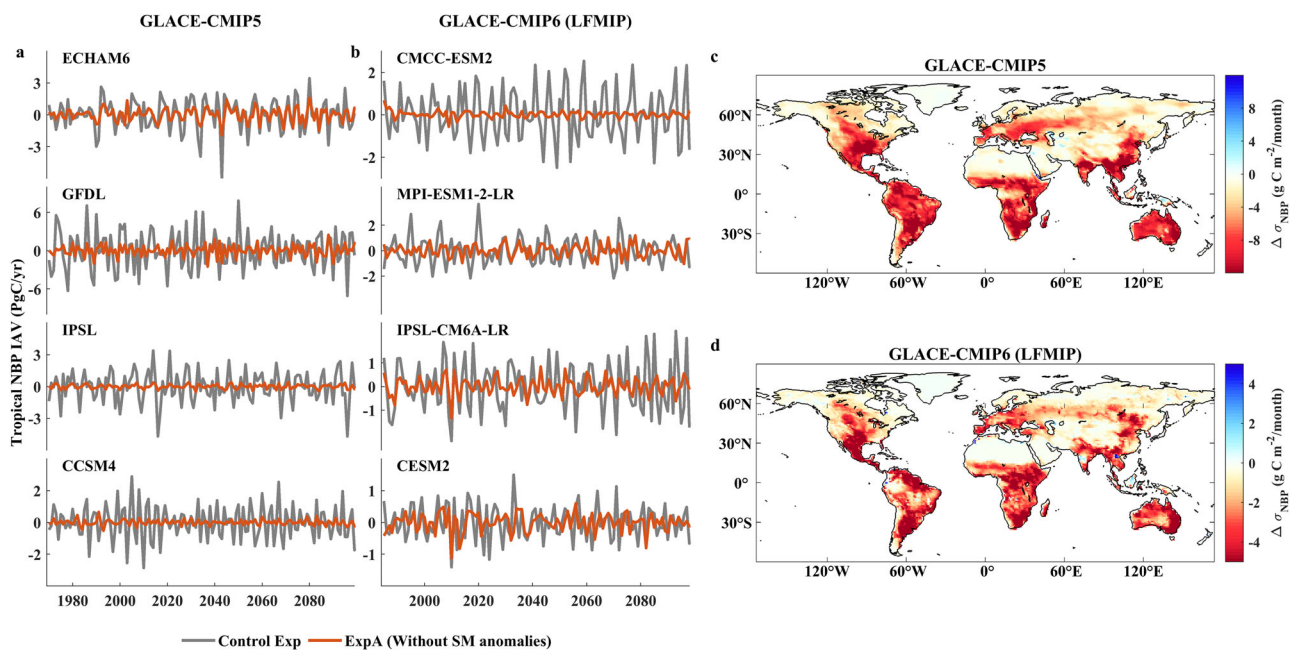 GLACE-CMIP5
GLACE-CMIP6 (LFMIP)
a
b
Tropical NBP IAV (PgC/yr)
ECHAM6
3
0
-3
GFDL
6
0
-6
IPSL
3
0
-3
CCSM4
2
0
-2
1980 2000 2020 2040 2060 2080
CMCC-ESM2
2
0
-2
MPI-ESM1-2-LR
2
0
-2
IPSL-CM6A-LR
1
0
-1
CESM2
1
0
-1
2000 2020 2040 2060 2080
Control Exp
ExpA (Without SM anomalies)
c
GLACE-CMIP5
60°N
30°N
0°
30°S
120°W 60°W 0° 60°E 120°E
8
4
0
-4
-8
Δ σNBP (g C m⁻²/month)
d
GLACE-CMIP6 (LFMIP)
60°N
30°N
0°
30°S
120°W 60°W 0° 60°E 120°E
4
2
0
-2
-4
Δ σNBP (g C m⁻²/month)